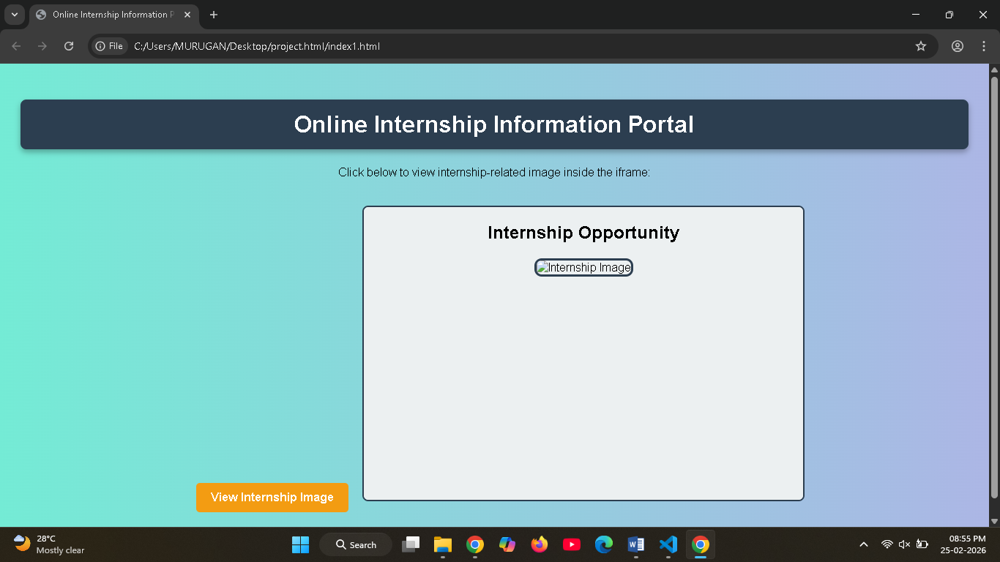 Online Internship Information P
File
C:/Users/MURUGAN/Desktop/project.html/index1.html
Online Internship Information Portal
Click below to view internship-related image inside the iframe:
Internship Opportunity
Internship Image
View Internship Image
28°C
Mostly clear
Search
08:55 PM
25-02-2026